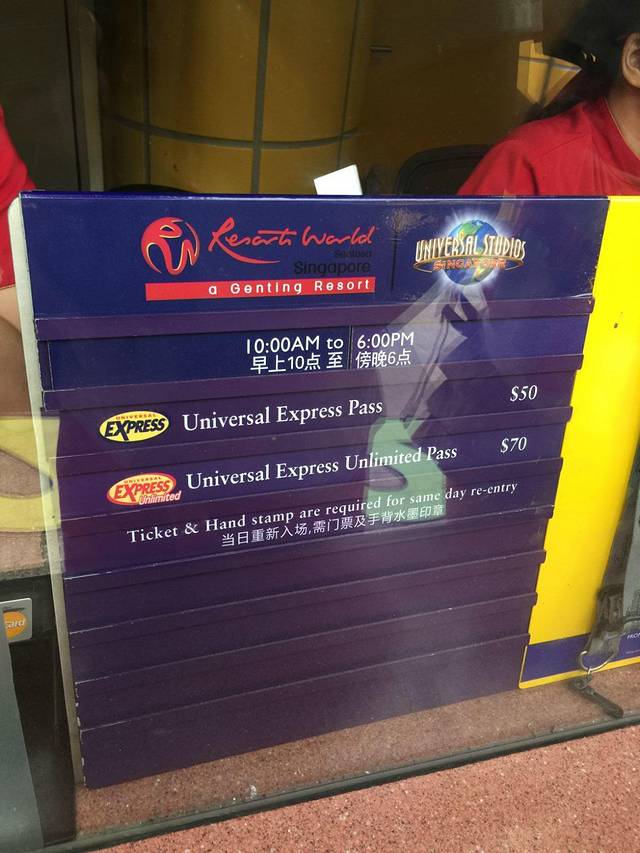 Resorts World
Sentosa
Singapore
a Genting Resort
UNIVERSAL STUDIOS
SINGAPORE
10:00AM to 6:00PM
早上10点 至 傍晚6点
UNIVERSAL
EXPRESS
Universal Express Pass
$50
UNIVERSAL
EXPRESS
Unlimited
Universal Express Unlimited Pass
$70
Ticket & Hand stamp are required for same day re-entry
当日重新入场,需门票及手背水墨印章